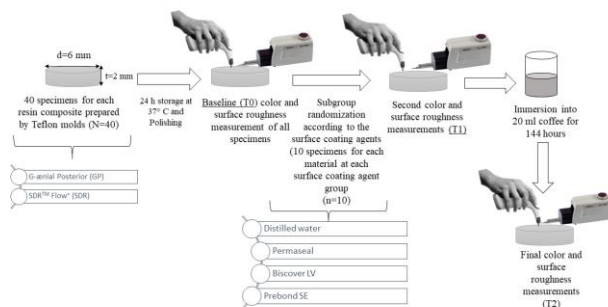 d=6 mm
t=2 mm
40 specimens for each
resin composite prepared
by Teflon molds (N=40)
G-ænial Posterior (GP)
SDR™ Flow⁺ (SDR)
24 h storage at
37° C and
Polishing
Baseline (T0) color and
surface roughness
measurement of all
specimens
Subgroup
randomization
according to the
surface coating agents
(10 specimens for each
material at each
surface coating agent
group
(n=10)
Distilled water
Permaseal
Biscover LV
Prebond SE
Second color and
surface roughness
measurements (T1)
Immersion into
20 ml coffee for
144 hours
Final color and
surface
roughness
measurements
(T2)